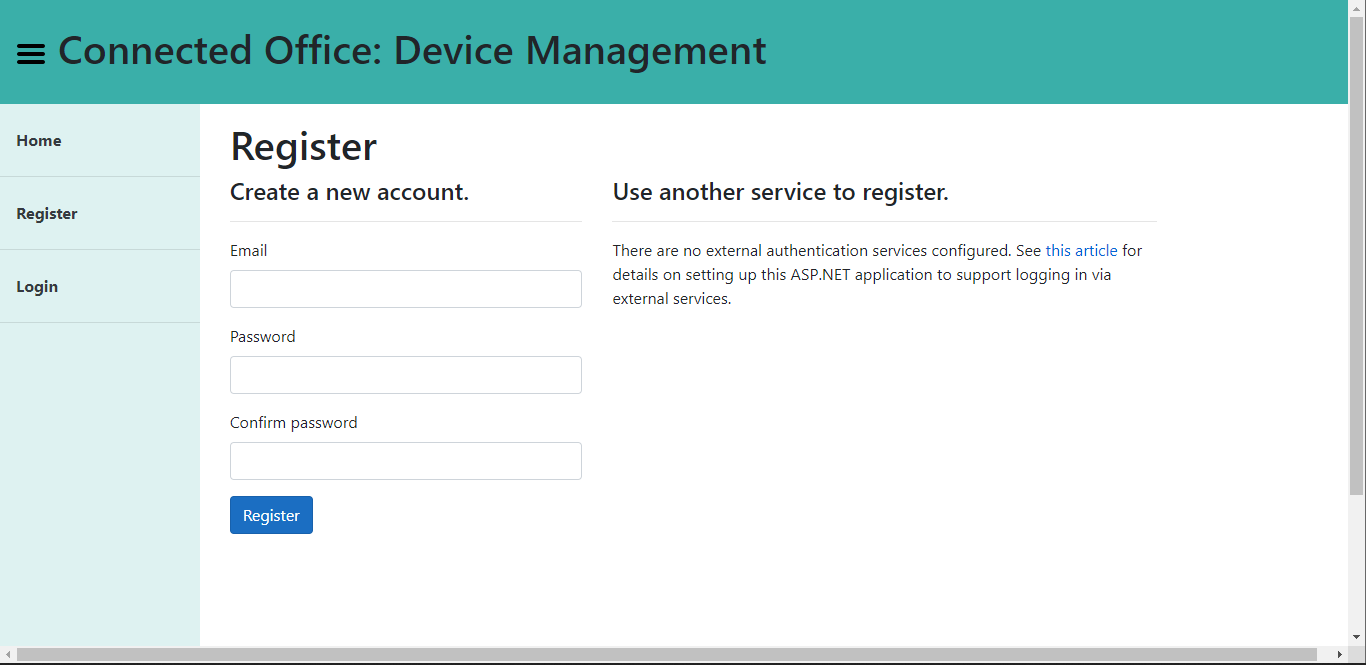 Connected Office: Device Management
Home
Register
Login
Register
Create a new account.
Email
Password
Confirm password
Register
Use another service to register.
There are no external authentication services configured. See this article for
details on setting up this ASP.NET application to support logging in via
external services.